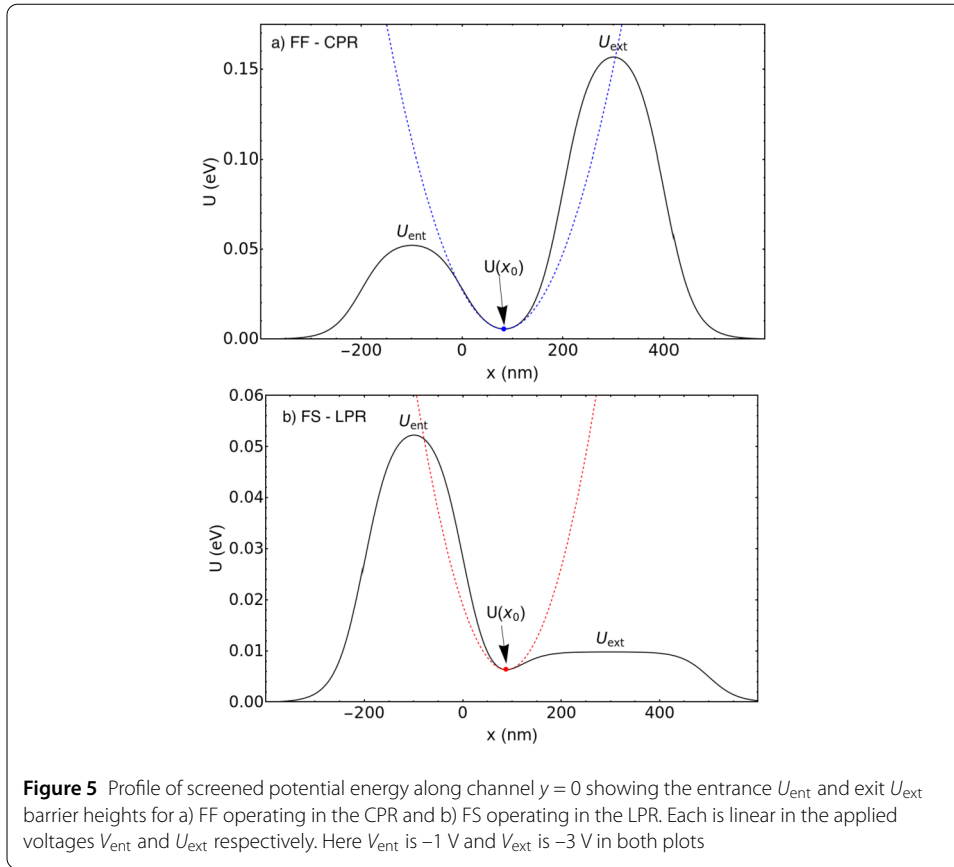 a) FF - CPR
U_ext
0.15
0.10
U (eV)
U_ent
0.05
U(x_0)
0.00
−200 0 200 400
x (nm)
0.06
b) FS - LPR
U_ent
0.05
0.04
U (eV)
0.03
0.02
U(x_0)
U_ext
0.01
0.00
−200 0 200 400
x (nm)
Figure 5 Profile of screened potential energy along channel y = 0 showing the entrance U_ent and exit U_ext
barrier heights for a) FF operating in the CPR and b) FS operating in the LPR. Each is linear in the applied
voltages V_ent and U_ext respectively. Here V_ent is –1 V and V_ext is –3 V in both plots